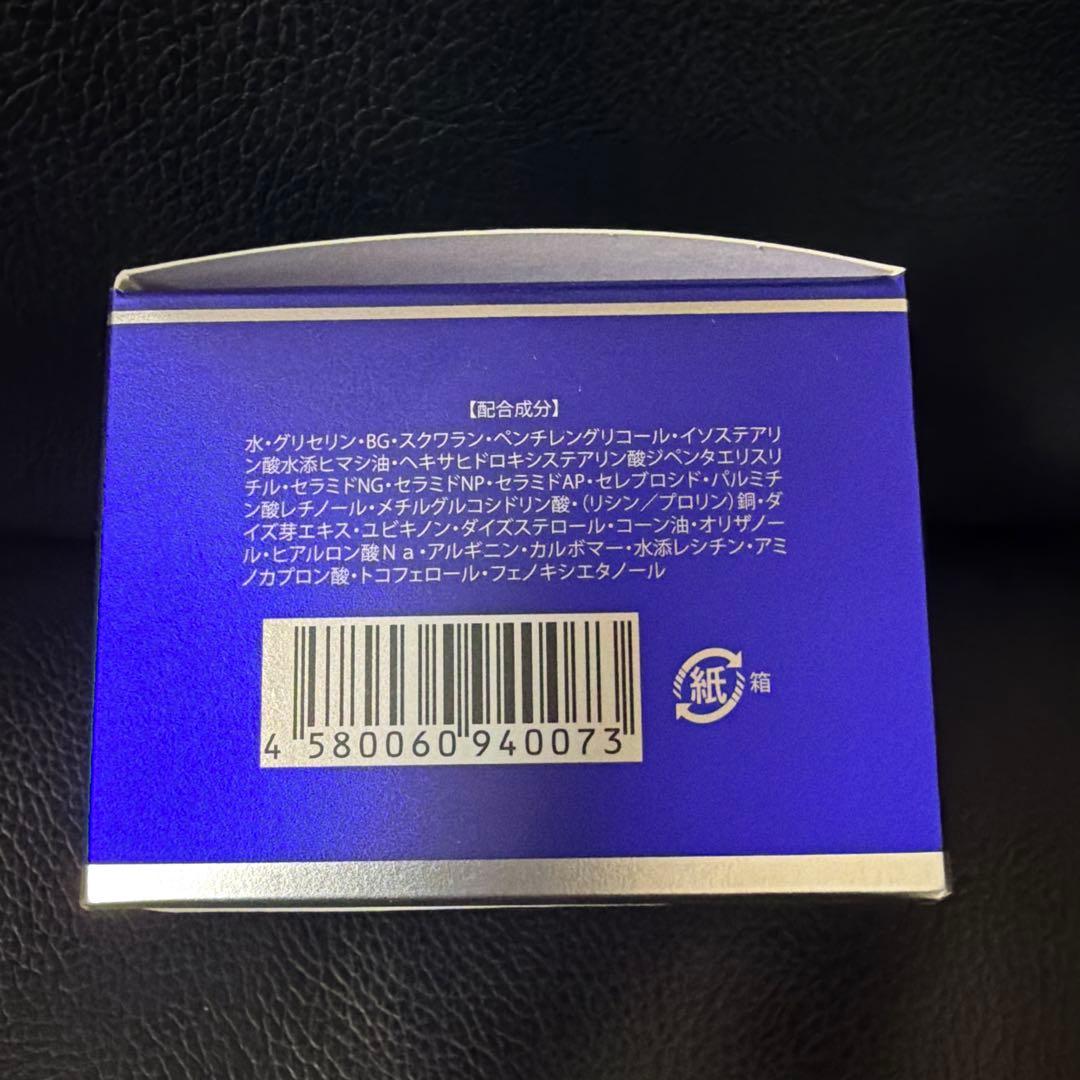 【配合成分】
水・グリセリン・BG・スクワラン・ペンチレングリコール・イソステアリ
ン酸水添ヒマシ油・ヘキサヒドロキシステアリン酸ジペンタエリスリ
チル・セラミドNG・セラミドNP・セラミドAP・セレブロシド・パルミチ
ン酸レチノール・メチルグルコシドリン酸・(リシン／プロリン)銅・ダ
イズ芽エキス・ユビキノン・ダイズステロール・コーン油・オリザノー
ル・ヒアルロン酸Ｎａ・アルギニン・カルボマー・水添レシチン・アミ
ノカプロン酸・トコフェロール・フェノキシエタノール
4 580060 940073
紙 箱